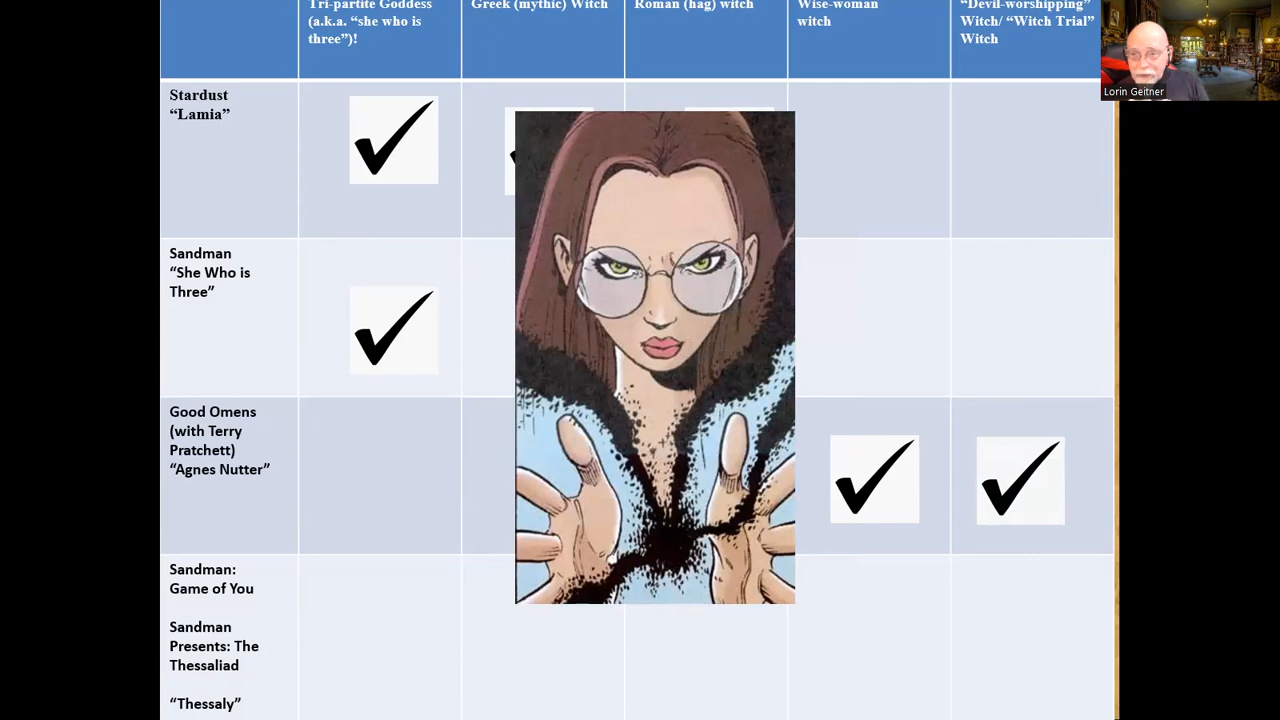 Tri-partite Goddess
(a.k.a. “she who is
three”)!
Greek (mythic) Witch
Roman (hag) witch
Wise-woman
witch
“Devil-worshipping”
Witch/ “Witch Trial”
Witch
Lorin Geitner
Stardust
“Lamia”
Sandman
“She Who is
Three”
Good Omens
(with Terry
Pratchett)
“Agnes Nutter”
Sandman:
Game of You
Sandman
Presents: The
Thessaliad
“Thessaly”